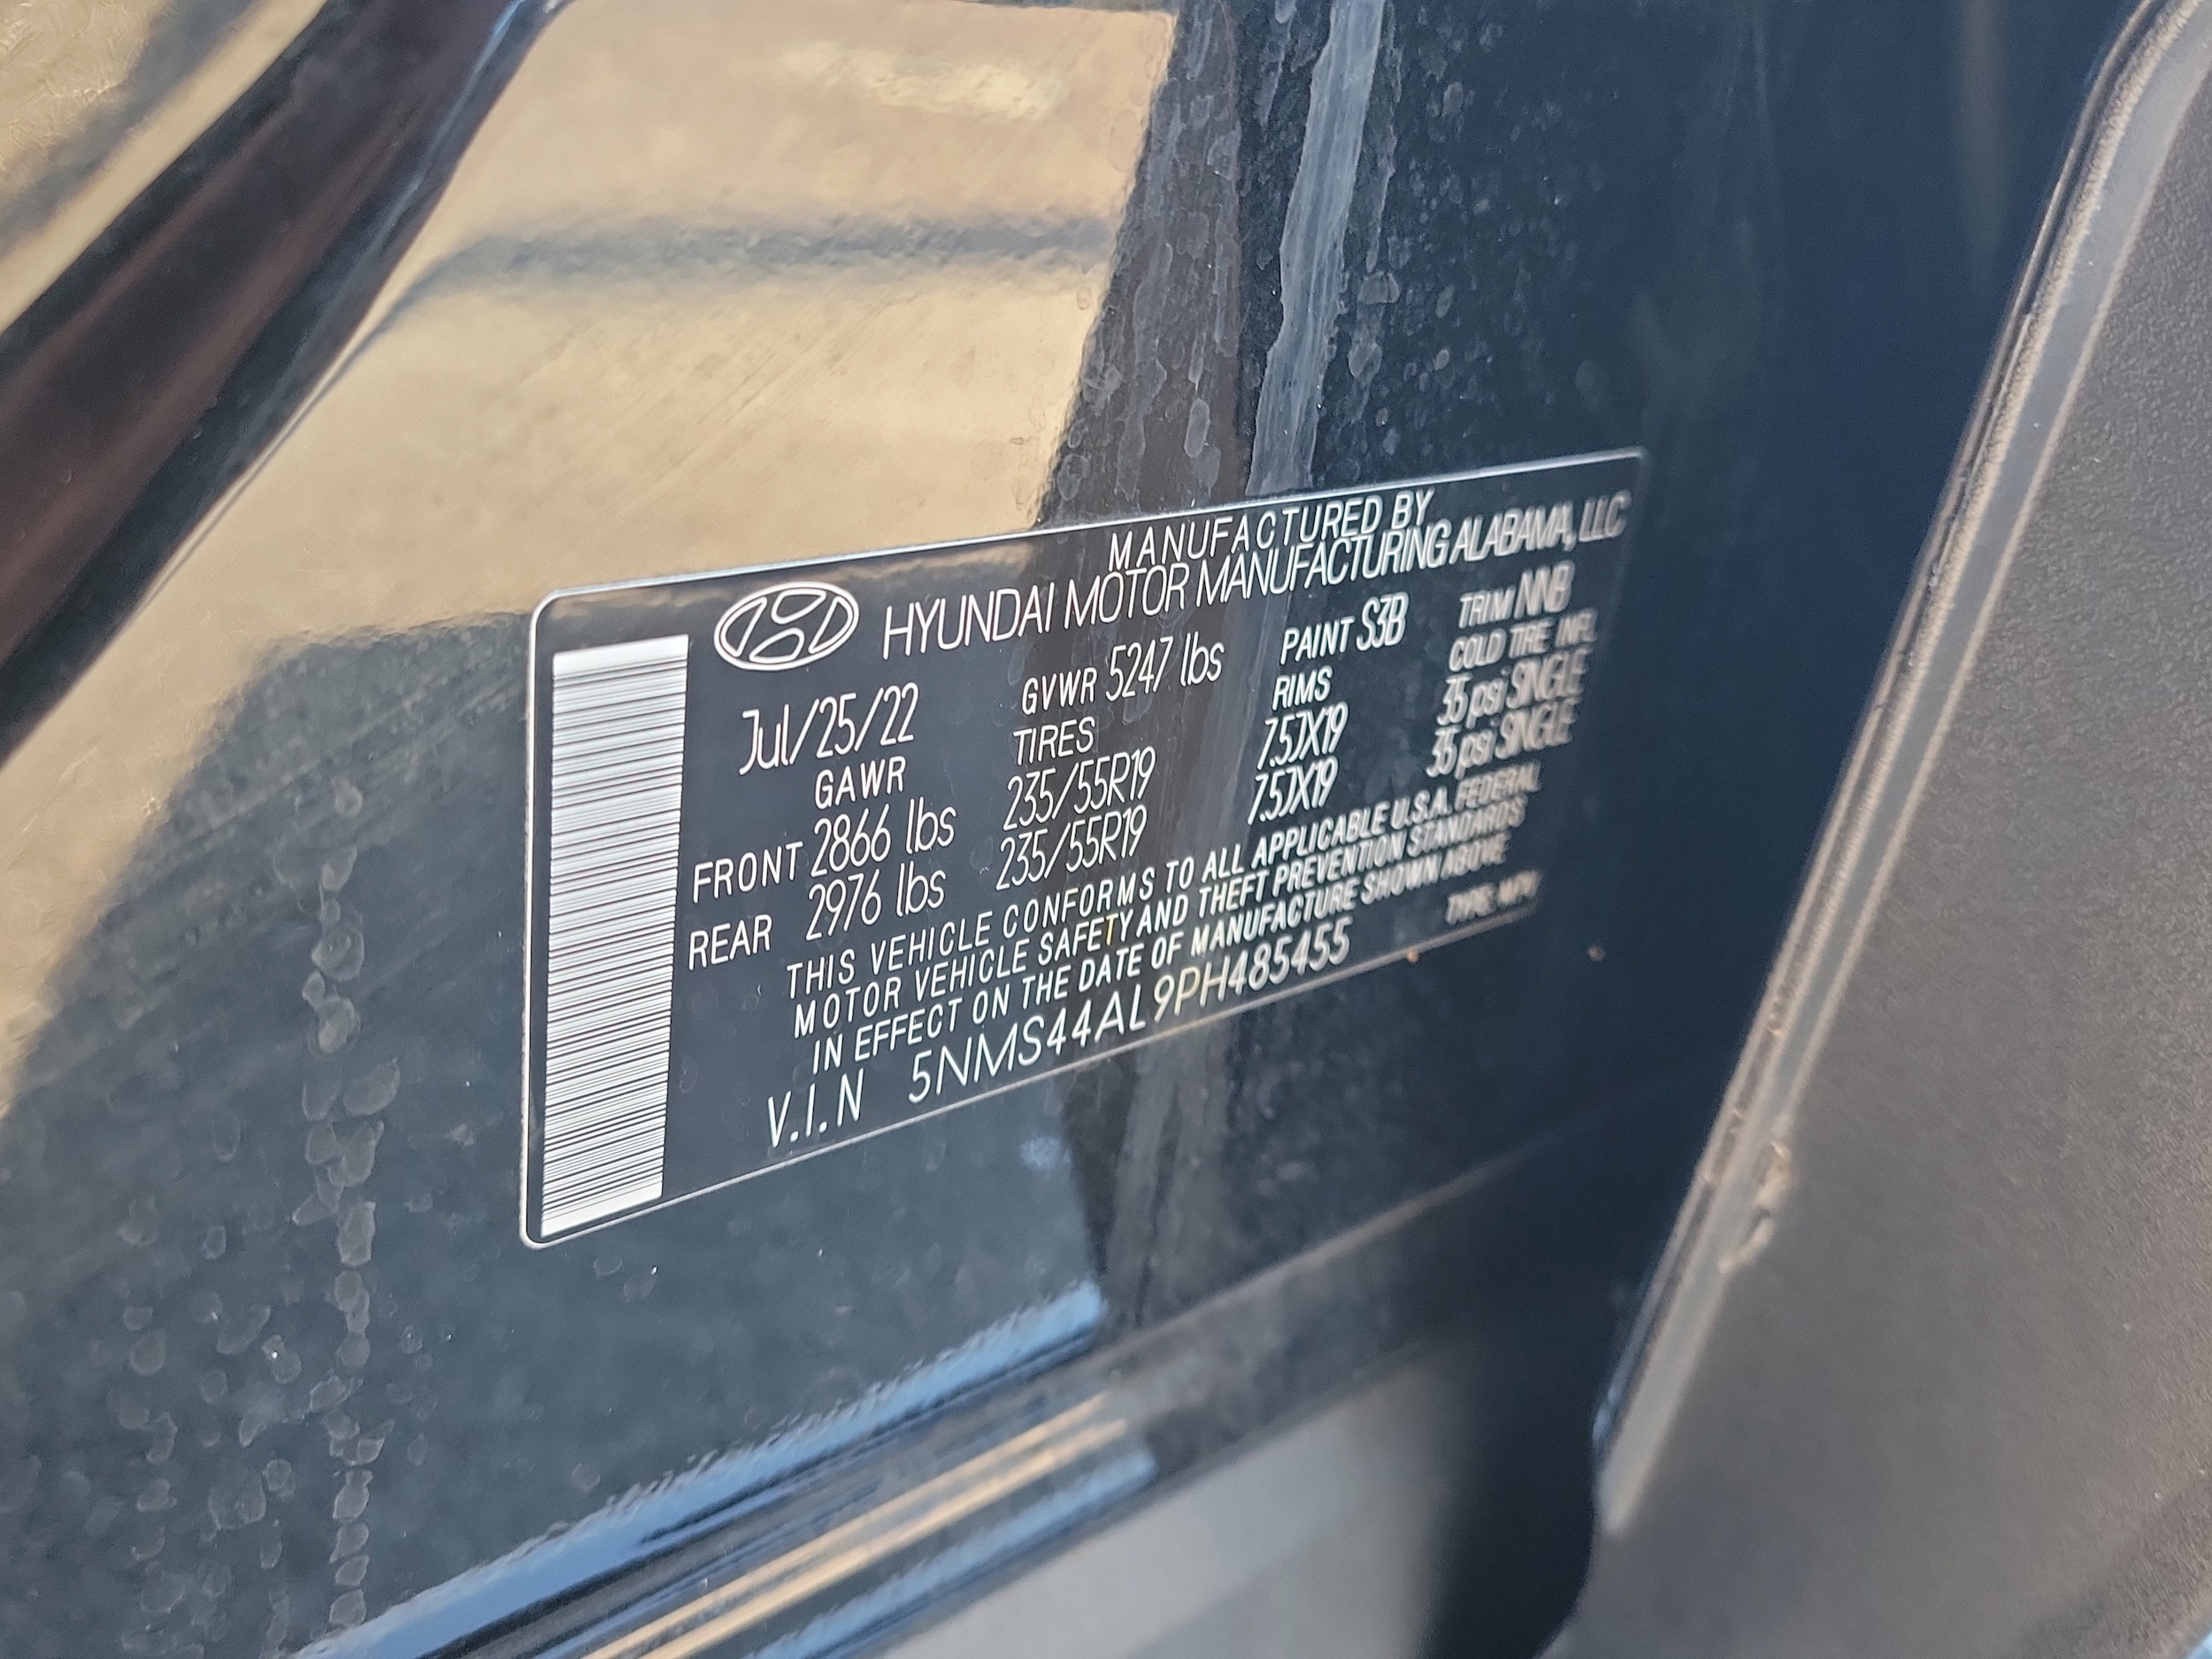 MANUFACTURED BY
HYUNDAI MOTOR MANUFACTURING ALABAMA, LLC
Jul/25/22 GVWR 5247 lbs PAINT S3B TRIM NNB
GAWR TIRES RIMS COLD TIRE INFL
FRONT 2866 lbs 235/55R19 7.5JX19 35 psi SINGLE
REAR 2976 lbs 235/55R19 7.5JX19 35 psi SINGLE
THIS VEHICLE CONFORMS TO ALL APPLICABLE U.S.A. FEDERAL
MOTOR VEHICLE SAFETY AND THEFT PREVENTION STANDARDS
IN EFFECT ON THE DATE OF MANUFACTURE SHOWN ABOVE
V.I.N 5NMS44AL9PH485455 TYPE: MPV